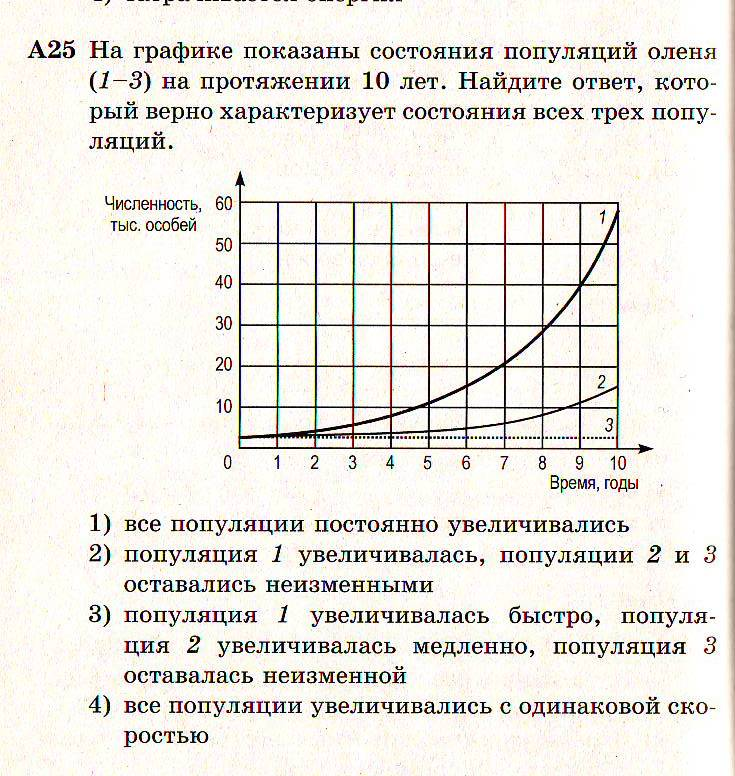 А25 На графике показаны состояния популяций оленя
(1–3) на протяжении 10 лет. Найдите ответ, кото-
рый верно характеризует состояния всех трех попу-
ляций.
Численность,
тыс. особей
60
50
40
30
20
10
1
2
3
0 1 2 3 4 5 6 7 8 9 10
Время, годы
1) все популяции постоянно увеличивались
2) популяция 1 увеличивалась, популяции 2 и 3
оставались неизменными
3) популяция 1 увеличивалась быстро, популя-
ция 2 увеличивалась медленно, популяция 3
оставалась неизменной
4) все популяции увеличивались с одинаковой ско-
ростью